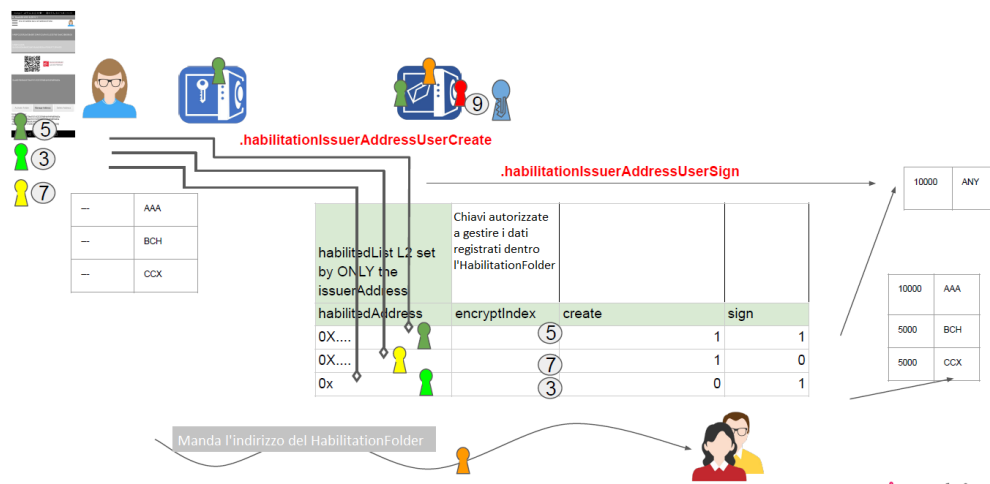 9
5
3
7
.habilitationIssuerAddressUserCreate
.habilitationIssuerAddressUserSign
10000 ANY
--- AAA
--- BCH
--- CCX
habilitedList L2 set
by ONLY the
issuerAddress
Chiavi autorizzate
a gestire i dati
registrati dentro
l'HabilitationFolder
habilitedAddress encryptIndex create sign
0X.... 5 1 1
0X.... 7 1 0
0x 3 0 1
10000 AAA
5000 BCH
5000 CCX
Manda l'indirizzo del HabilitationFolder